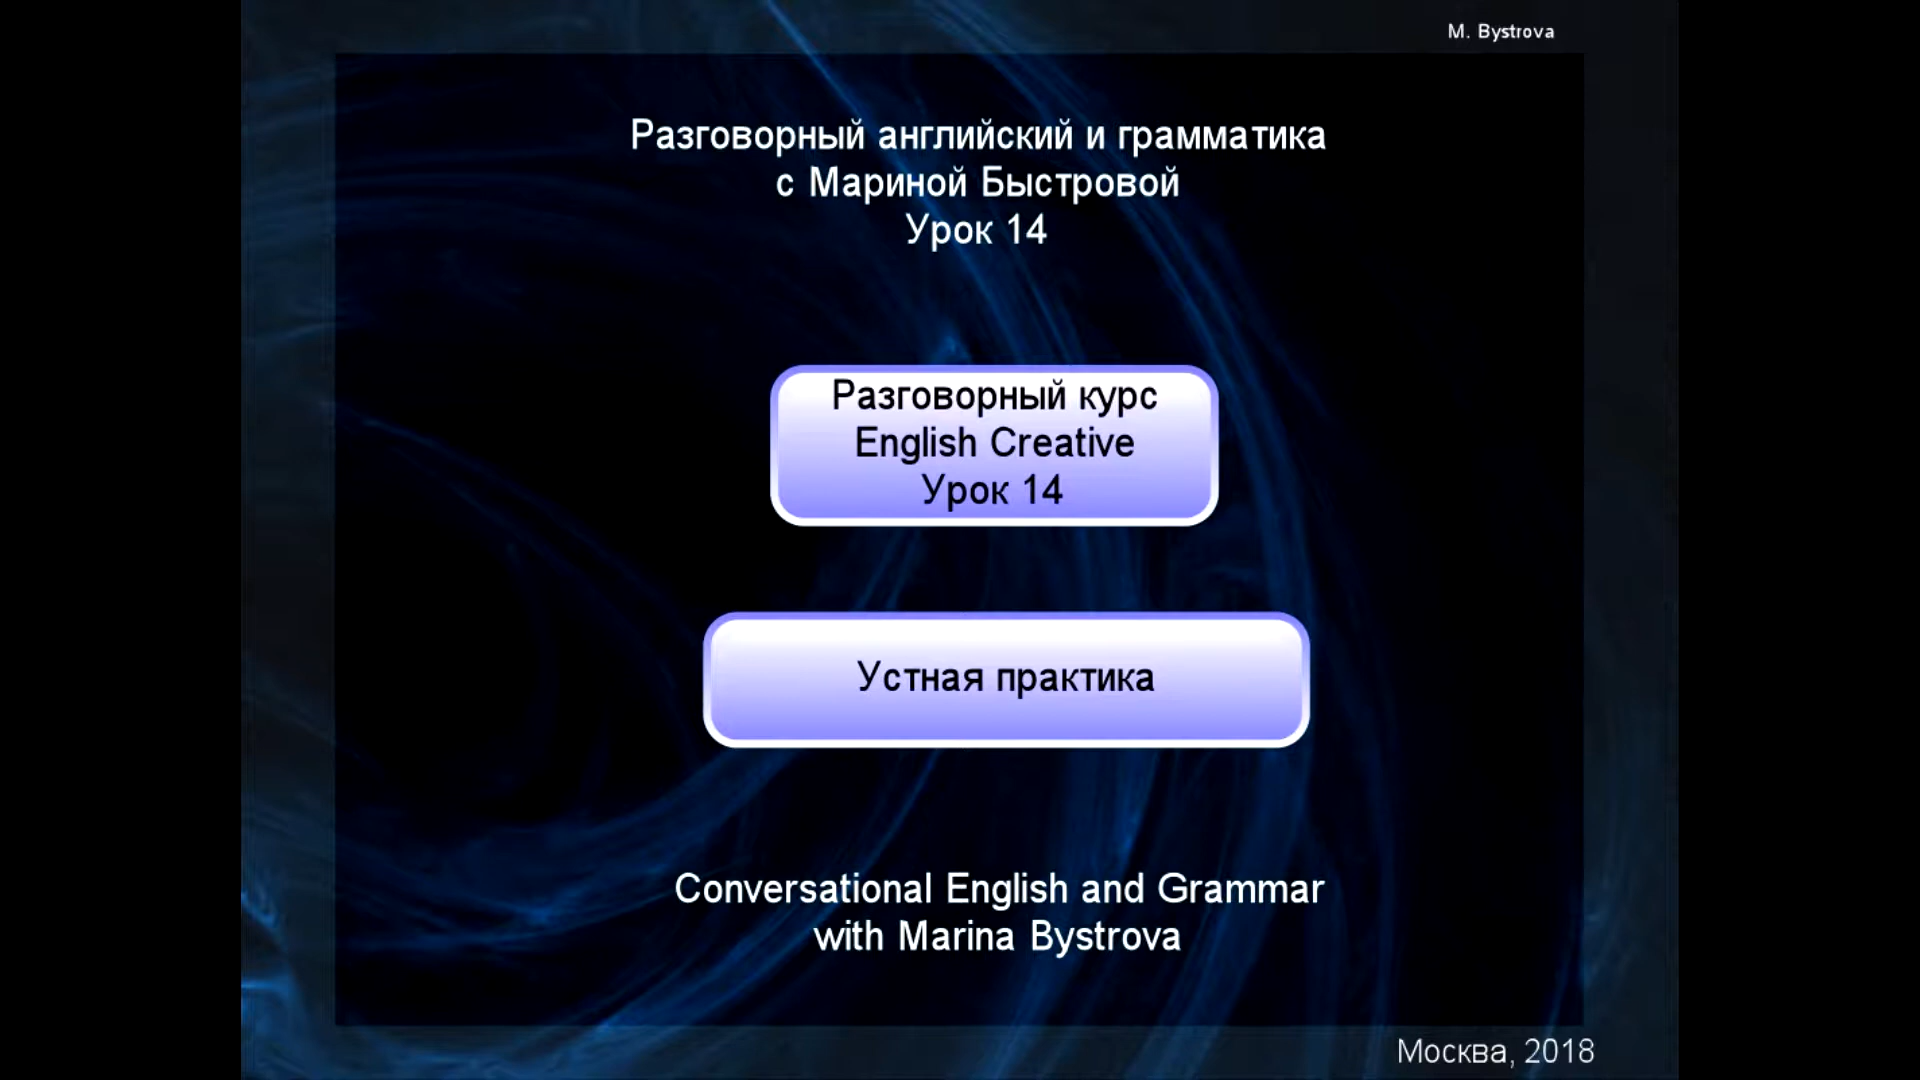 M. Bystrova
Разговорный английский и грамматика
с Мариной Быстровой
Урок 14
Разговорный курс
English Creative
Урок 14
Устная практика
Conversational English and Grammar
with Marina Bystrova
Москва, 2018